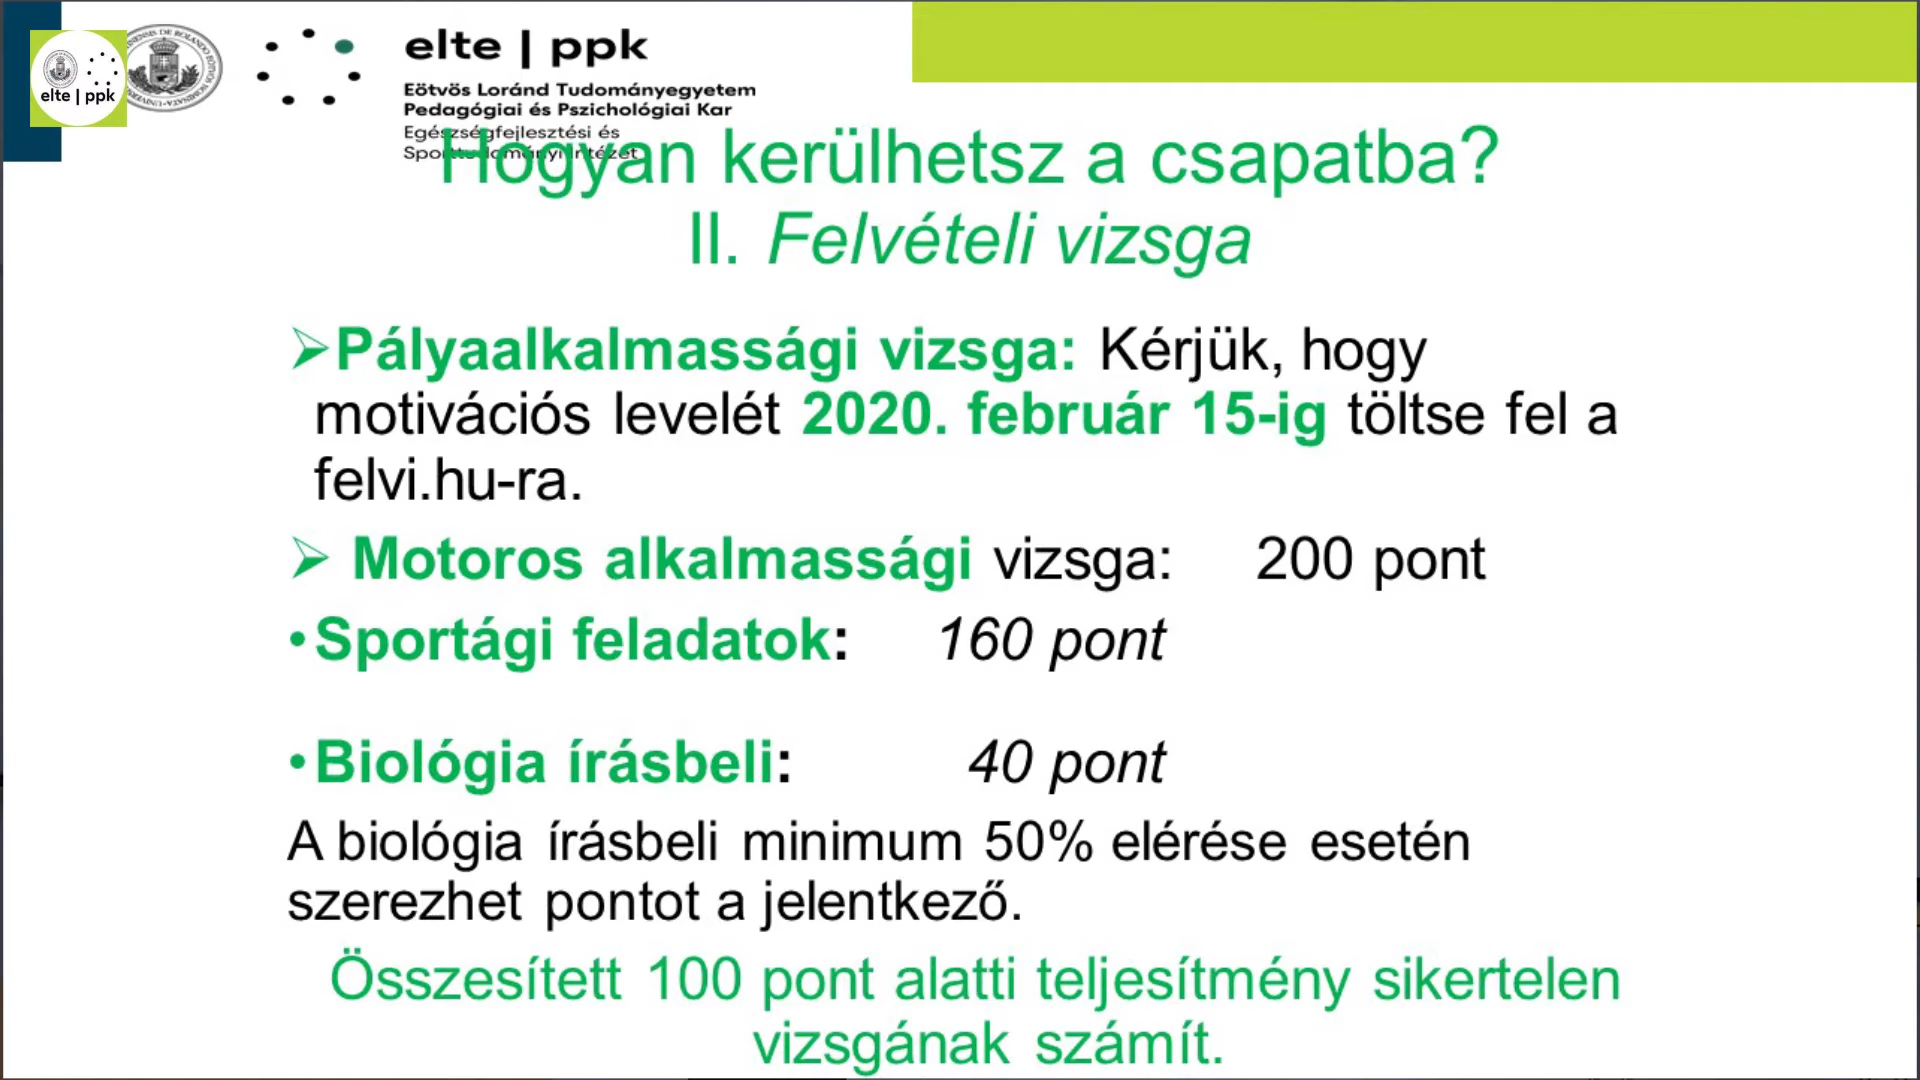 elte | ppk
elte | ppk
Eötvös Loránd Tudományegyetem
Pedagógiai és Pszichológiai Kar
Egészségfejlesztési és
Sporttudományi Intézet
Hogyan kerülhetsz a csapatba?
II. Felvételi vizsga
➢Pályaalkalmassági vizsga: Kérjük, hogy
motivációs levelét 2020. február 15-ig töltse fel a
felvi.hu-ra.
➢ Motoros alkalmassági vizsga: 200 pont
•Sportági feladatok: 160 pont
•Biológia írásbeli: 40 pont
A biológia írásbeli minimum 50% elérése esetén
szerezhet pontot a jelentkező.
Összesített 100 pont alatti teljesítmény sikertelen
vizsgának számít.